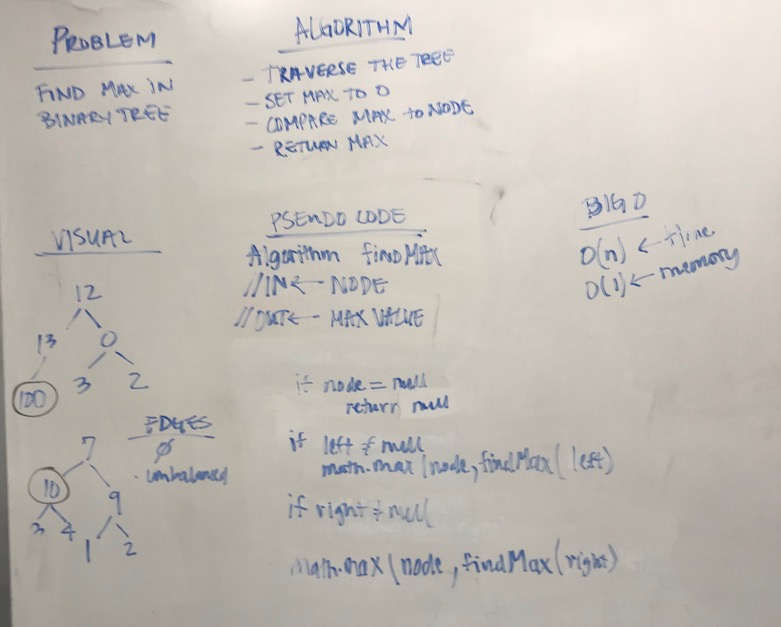 PROBLEM
FIND MAX IN
BINARY TREE
ALGORITHM
- TRAVERSE THE TREE
- SET MAX TO 0
- COMPARE MAX to NODE
- RETURN MAX
VISUAL
12
13 0
100 3 2
7
10 9
3 4 1 2
EDGES
∅
- unbalanced
PSEUDO CODE
Algorithm findMAX
//IN ← NODE
//OUT ← MAX VALUE
if node = null
return null
if left ≠ null
math.max(node, findMax(left)
if right ≠ null
Math.max(node, findMax(right)
BIG O
O(n) ← time
O(1) ← memory